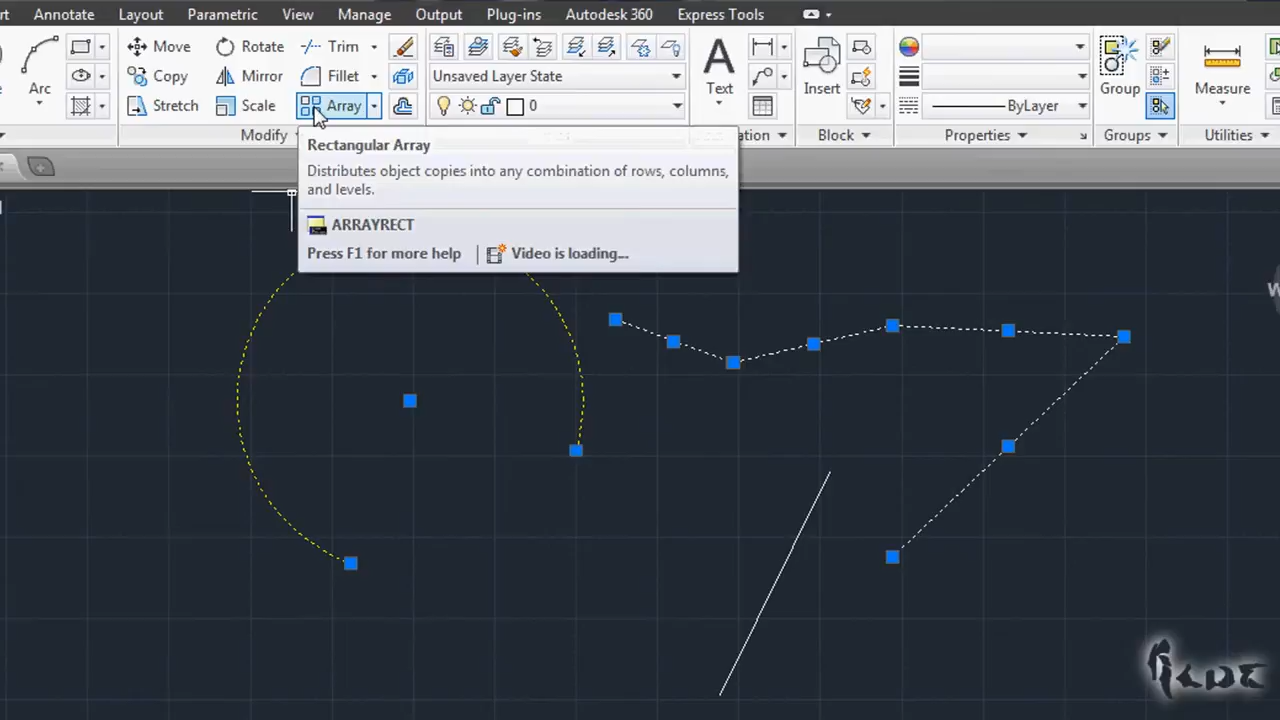 rt Annotate Layout Parametric View Manage Output Plug-ins Autodesk 360 Express Tools
Move Rotate Trim
Copy Mirror Fillet Unsaved Layer State
Arc Stretch Scale Array 0 Text Insert ByLayer Group Measure
Modify Block Properties Groups Utilities
Rectangular Array
Distributes object copies into any combination of rows, columns,
and levels.
ARRAYRECT
Press F1 for more help Video is loading...
W